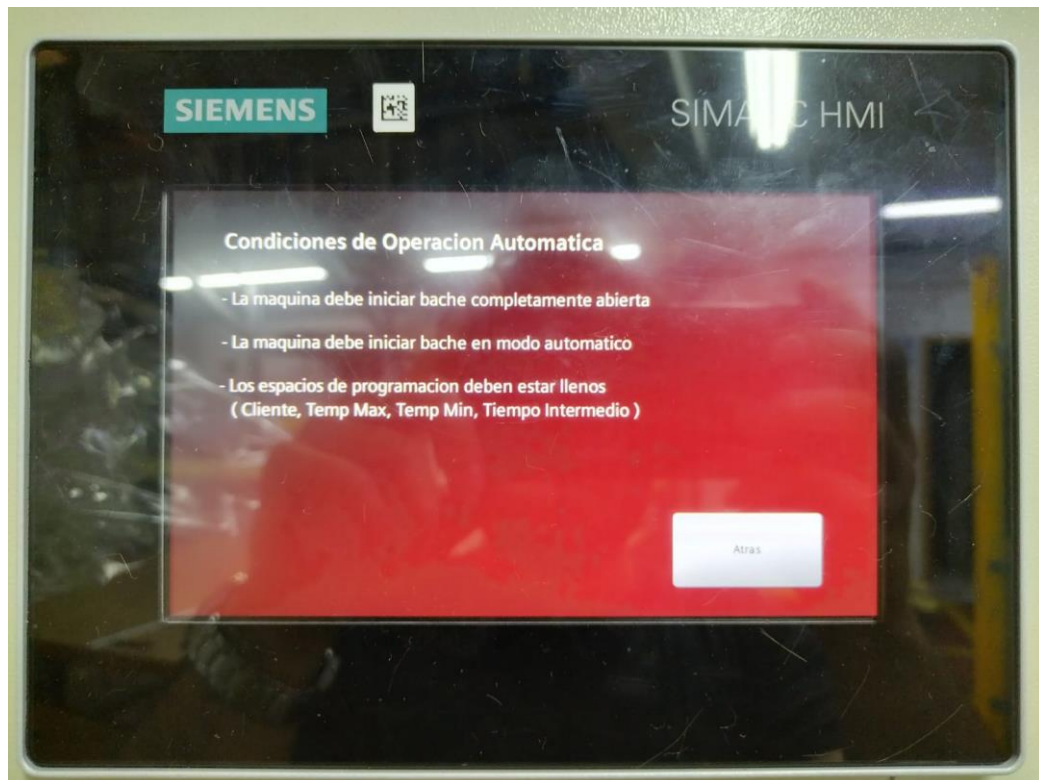 SIEMENS
HMI
Condiciones de Operacion Automatica
- La maquina debe iniciar bache completamente abierta
- La maquina debe iniciar bache en modo automatico
- Los espacios de programacion deben estar llenos
( Cliente, Temp Max, Temp Min, Tiempo Intermedio )
Atras